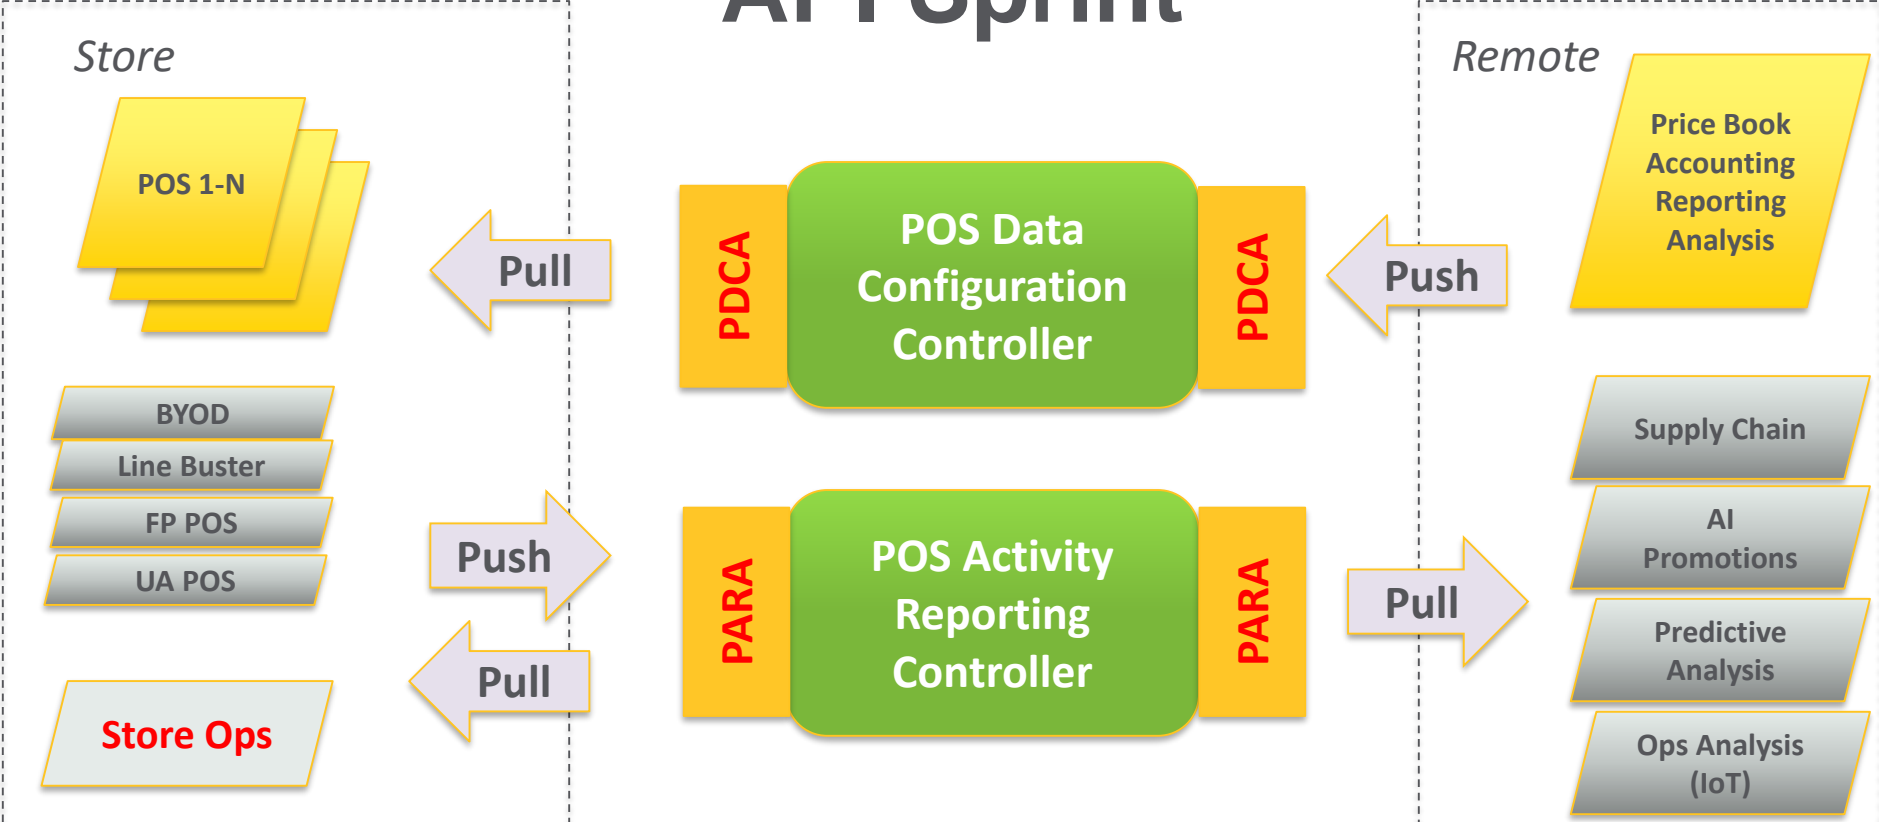 Sprint
Store
POS 1-N
BYOD
Line Buster
FP POS
UA POS
Store Ops
Pull
Push
Pull
PDCA
POS Data
Configuration
Controller
PDCA
PARA
POS Activity
Reporting
Controller
PARA
Push
Pull
Remote
Price Book
Accounting
Reporting
Analysis
Supply Chain
AI
Promotions
Predictive
Analysis
Ops Analysis
(IoT)